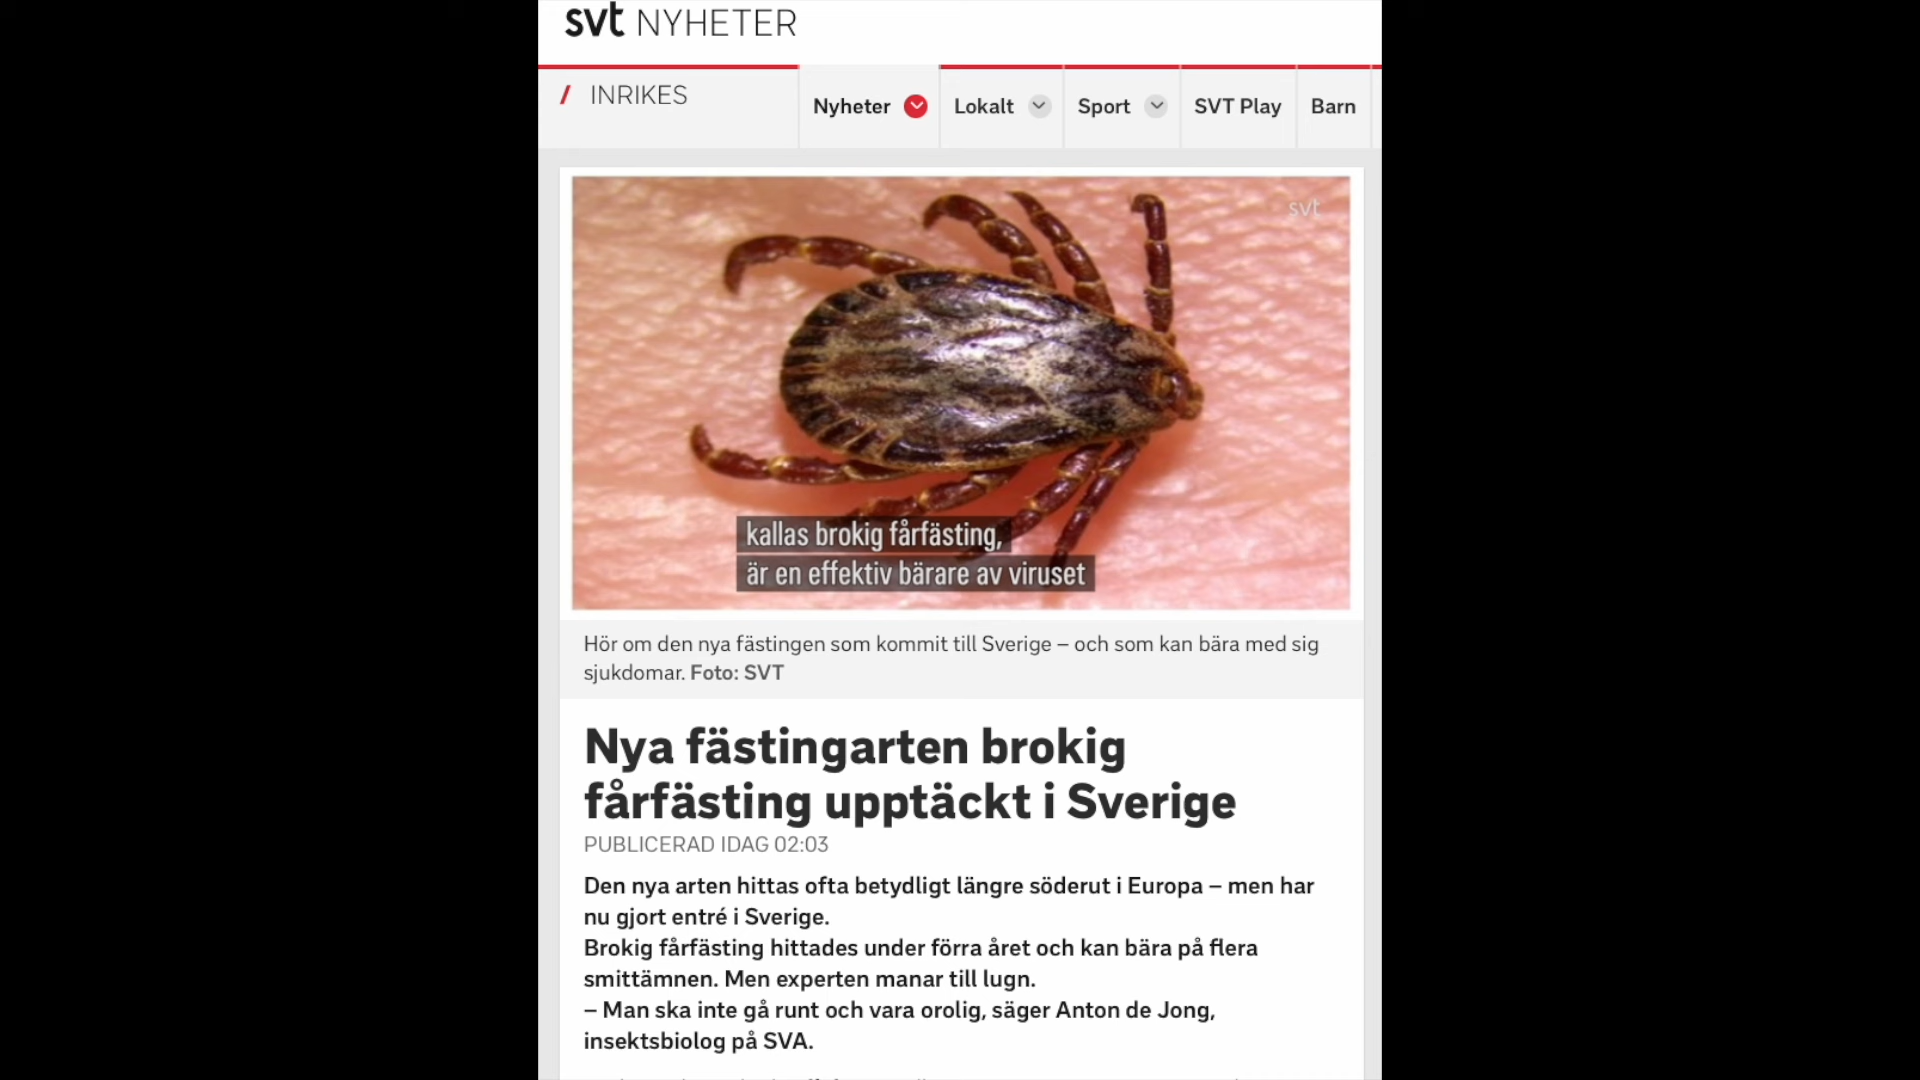 svt NYHETER
/ INRIKES
Nyheter
Lokalt
Sport
SVT Play
Barn
svt
kallas brokig fårfästing,
är en effektiv bärare av viruset
Hör om den nya fästingen som kommit till Sverige – och som kan bära med sig
sjukdomar. Foto: SVT
Nya fästingarten brokig
fårfästing upptäckt i Sverige
PUBLICERAD IDAG 02:03
Den nya arten hittas ofta betydligt längre söderut i Europa – men har
nu gjort entré i Sverige.
Brokig fårfästing hittades under förra året och kan bära på flera
smittämnen. Men experten manar till lugn.
– Man ska inte gå runt och vara orolig, säger Anton de Jong,
insektsbiolog på SVA.